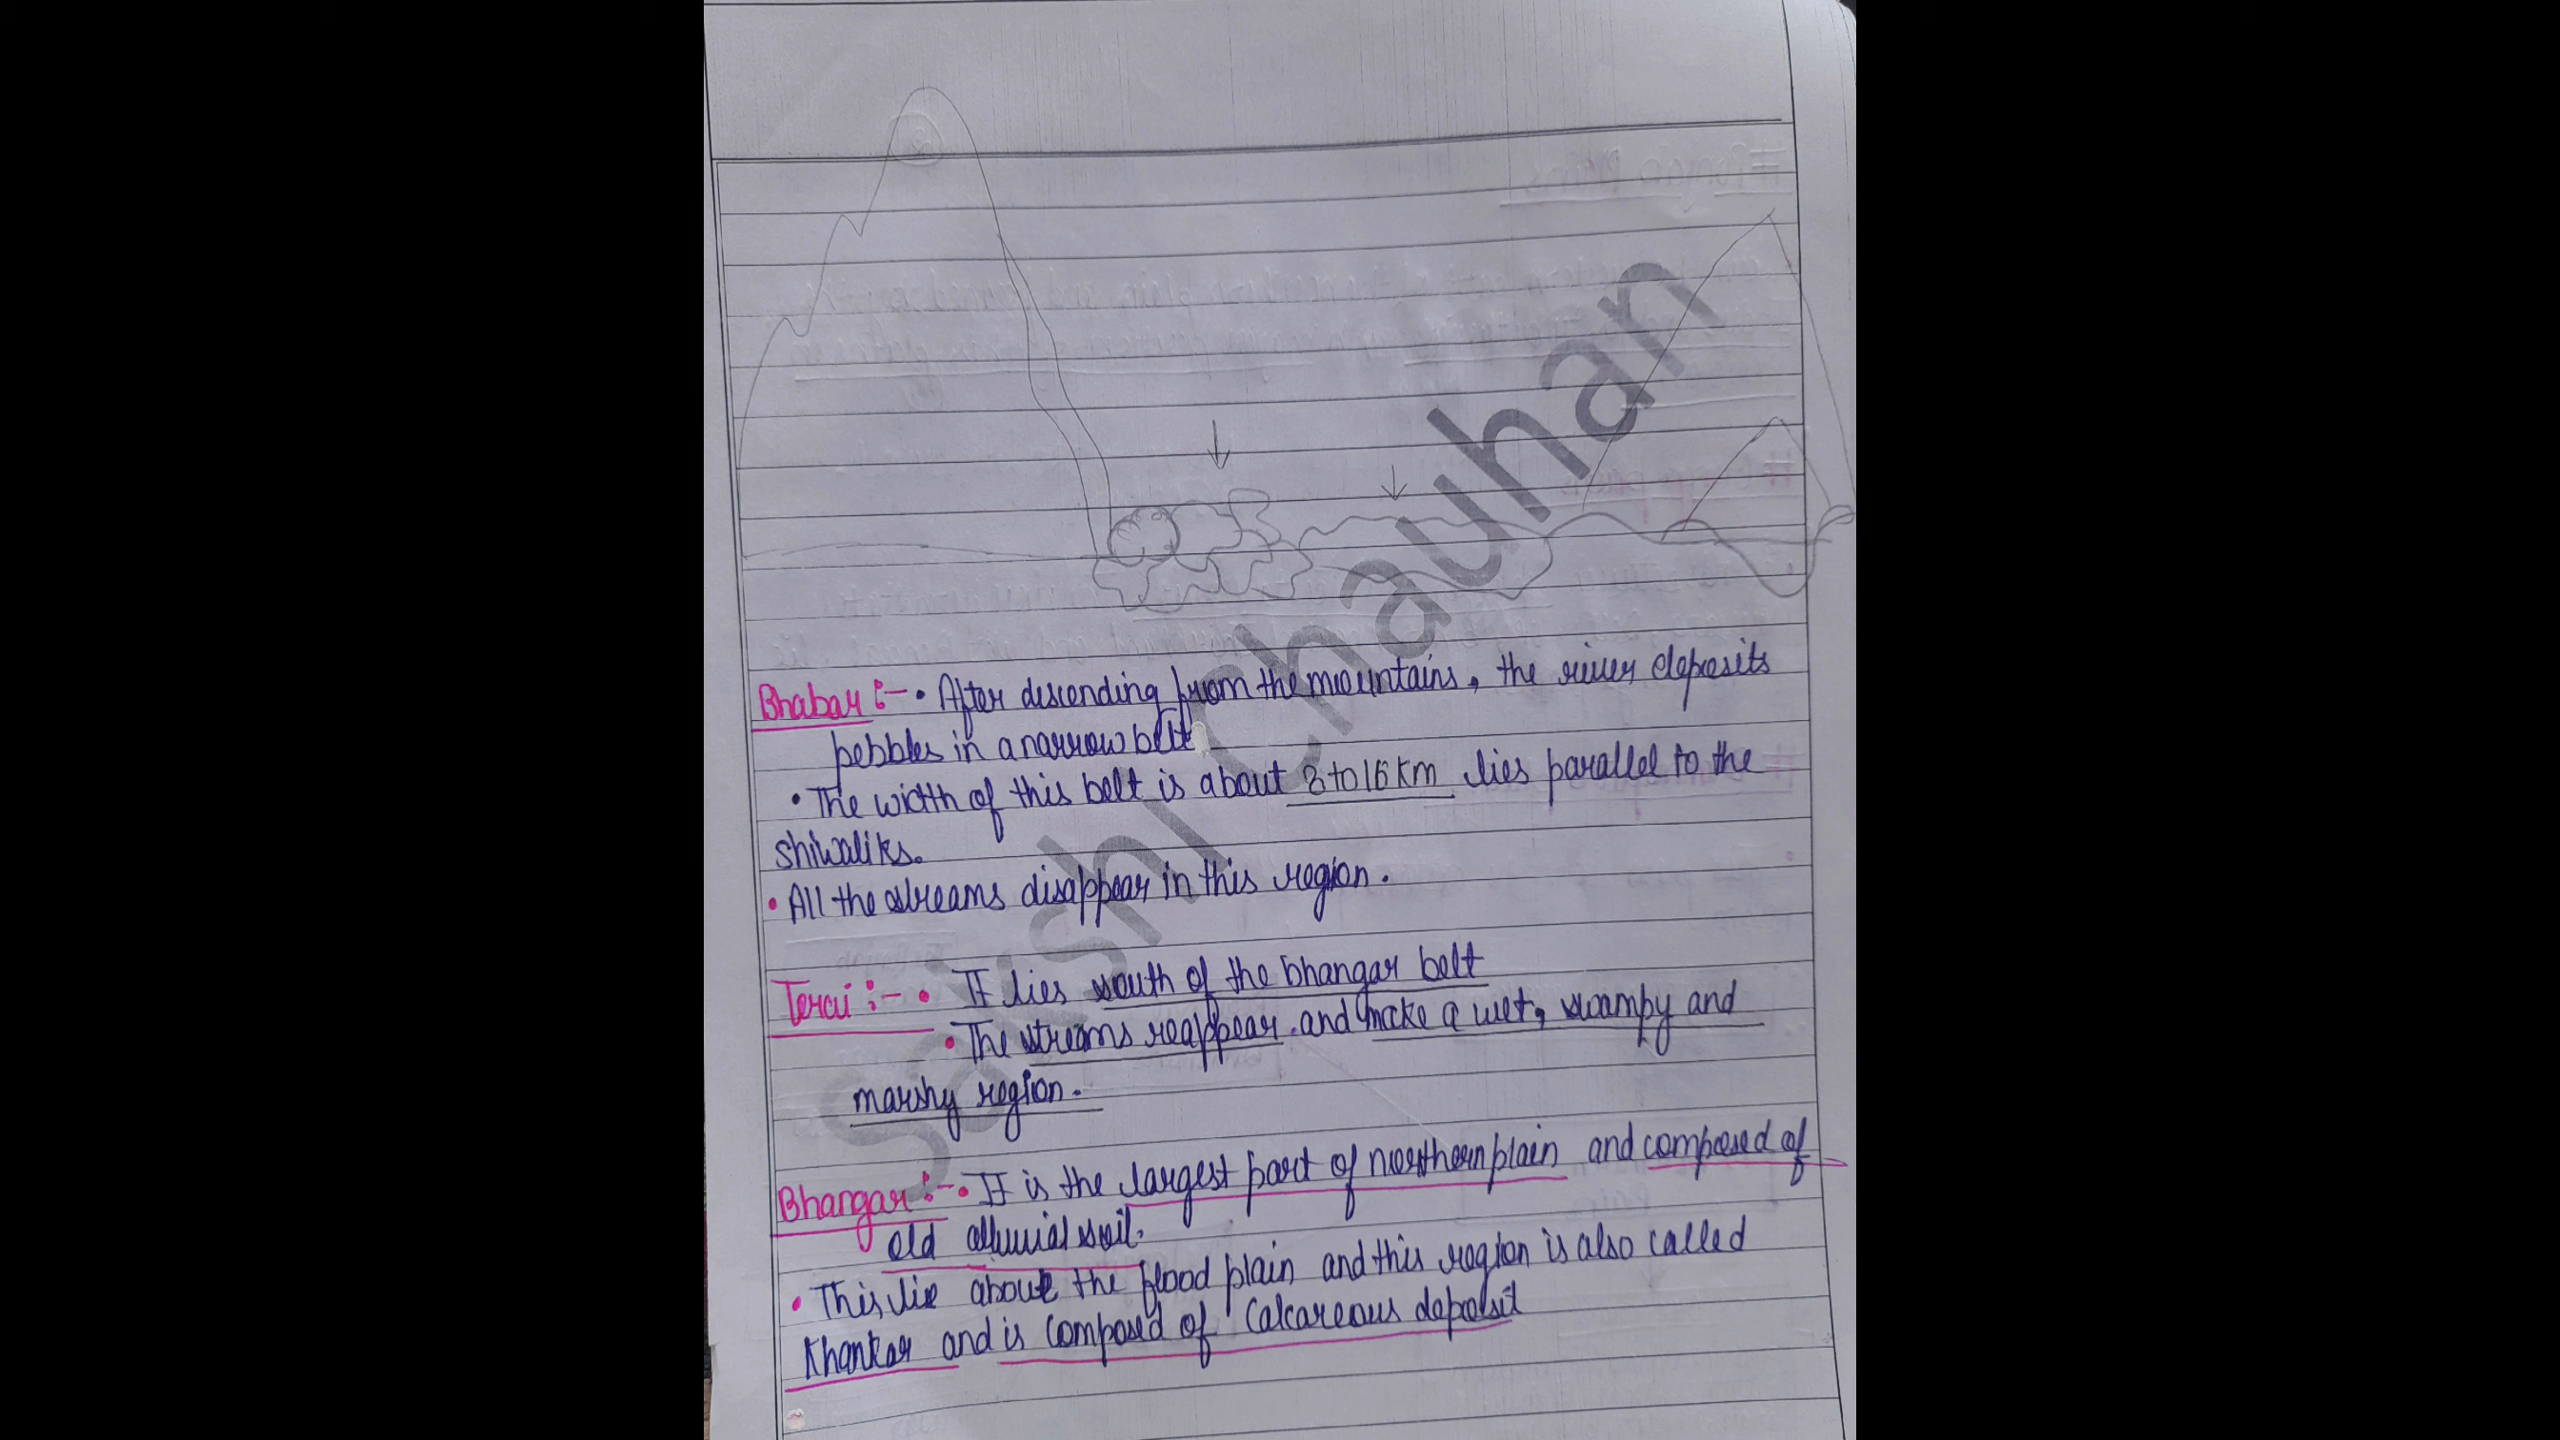 Bhabar :- • After descending from the mountains, the river deposits
pebbles in a narrow belt
• The width of this belt is about 8 to 16 km lies parallel to the
shiwaliks.
• All the streams disappear in this region.
Terai :- • It lies south of the bhangar belt
• The streams reappear and make a wet, swampy and
marshy region.
Bhangar :- • It is the largest part of northern plain and composed of
old alluvial soil.
• This lie above the flood plain and this region is also called
Khankar and is composed of Calcareous deposit
Sakshi Chauhan